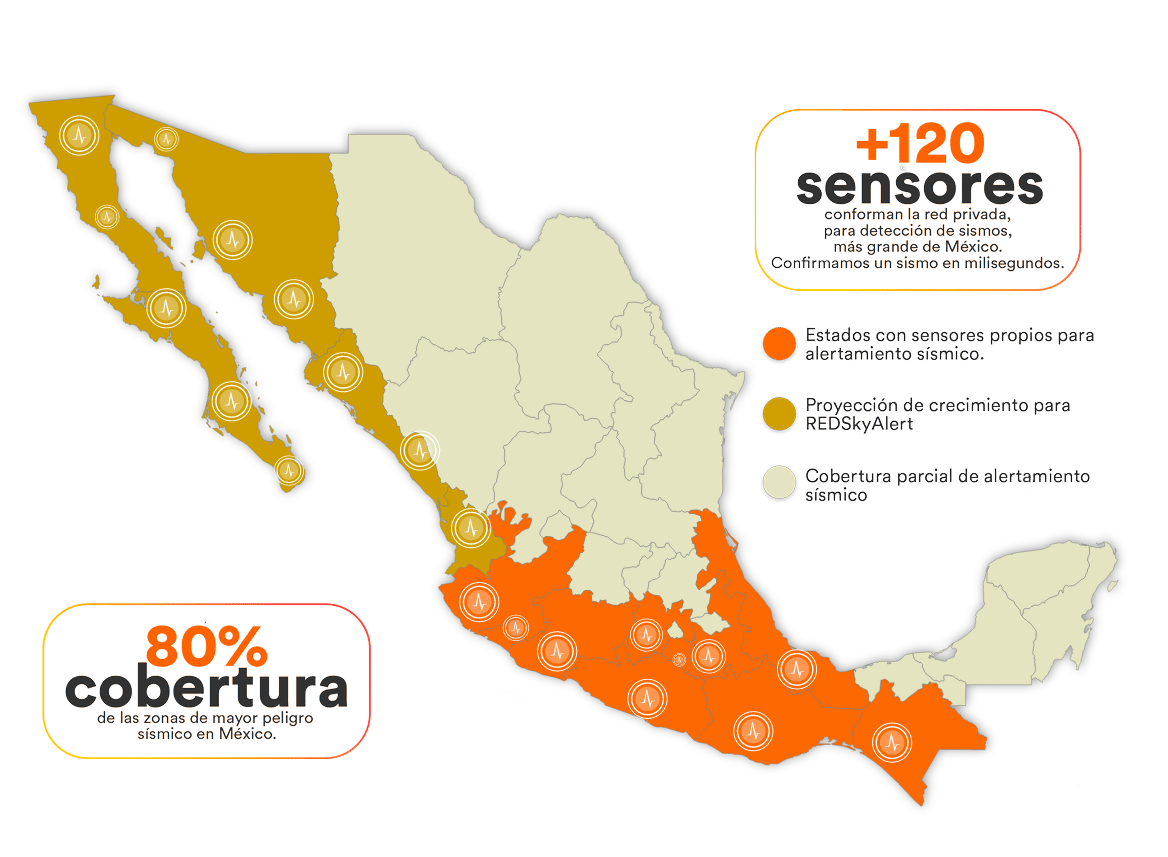 +120
sensores
conforman la red privada,
para detección de sismos,
más grande de México.
Confirmamos un sismo en milisegundos.
Estados con sensores propios para
alertamiento sísmico.
Proyección de crecimiento para
REDSkyAlert
Cobertura parcial de alertamiento
sísmico
80%
cobertura
de las zonas de mayor peligro
sísmico en México.